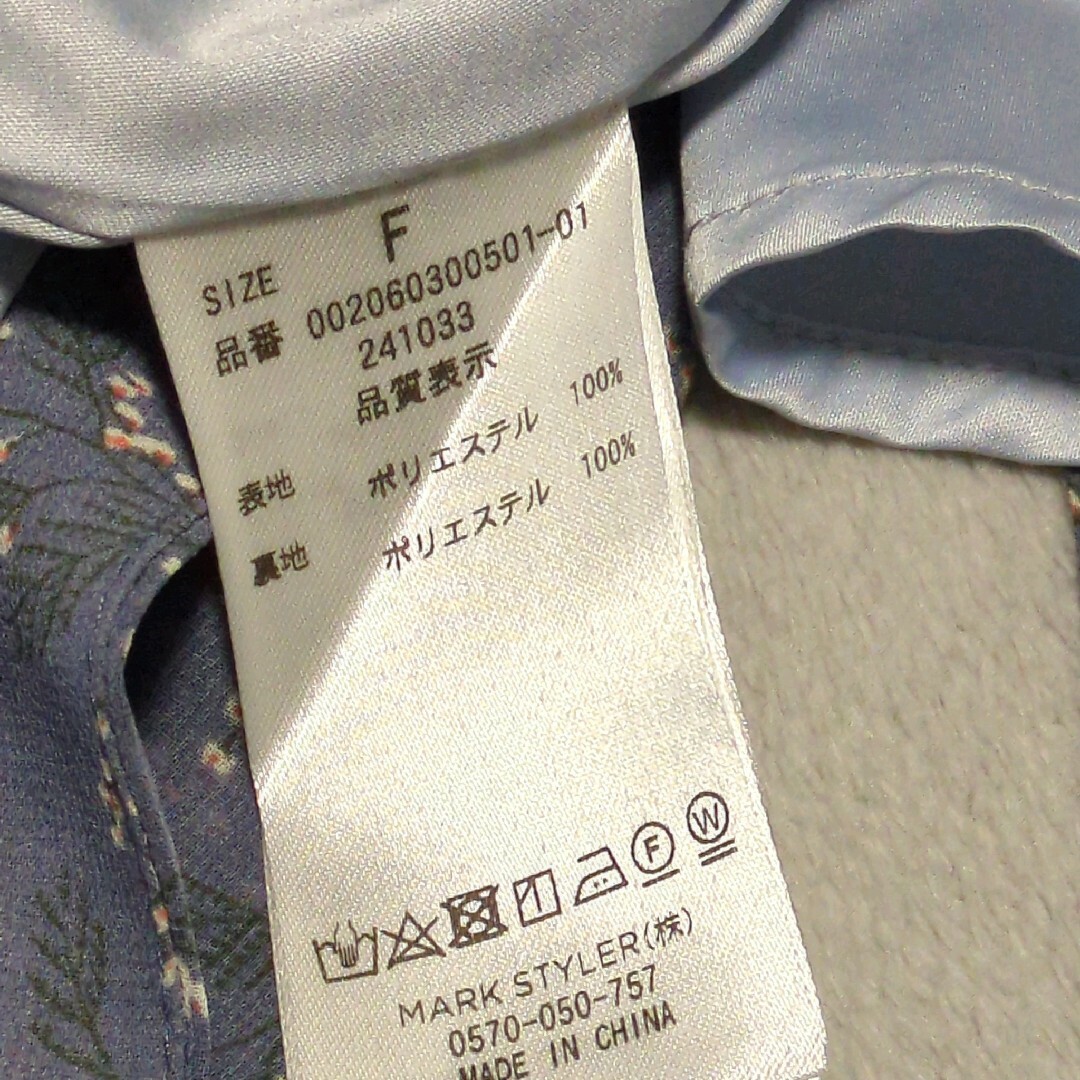 F
SIZE
品番 002060300501-01
241033
品質表示
表地 ポリエステル 100%
裏地 ポリエステル 100%
F
W
MARK STYLER(株)
0570-050-757
MADE IN CHINA